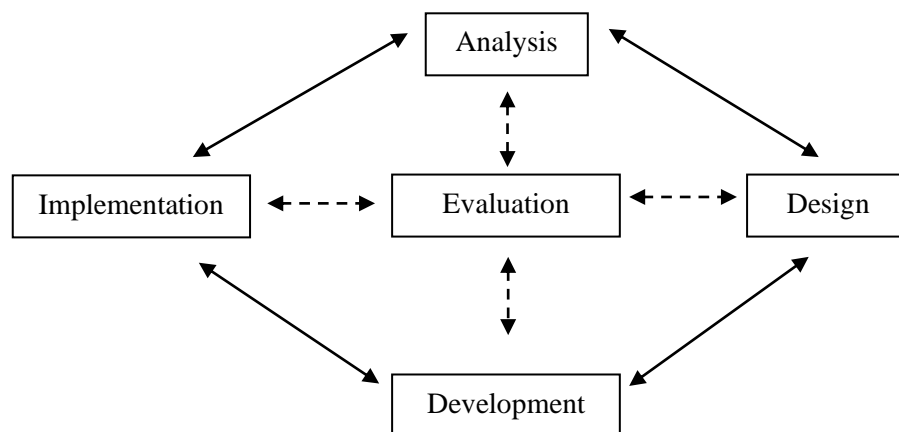 Analysis
Implementation
Evaluation
Design
Development